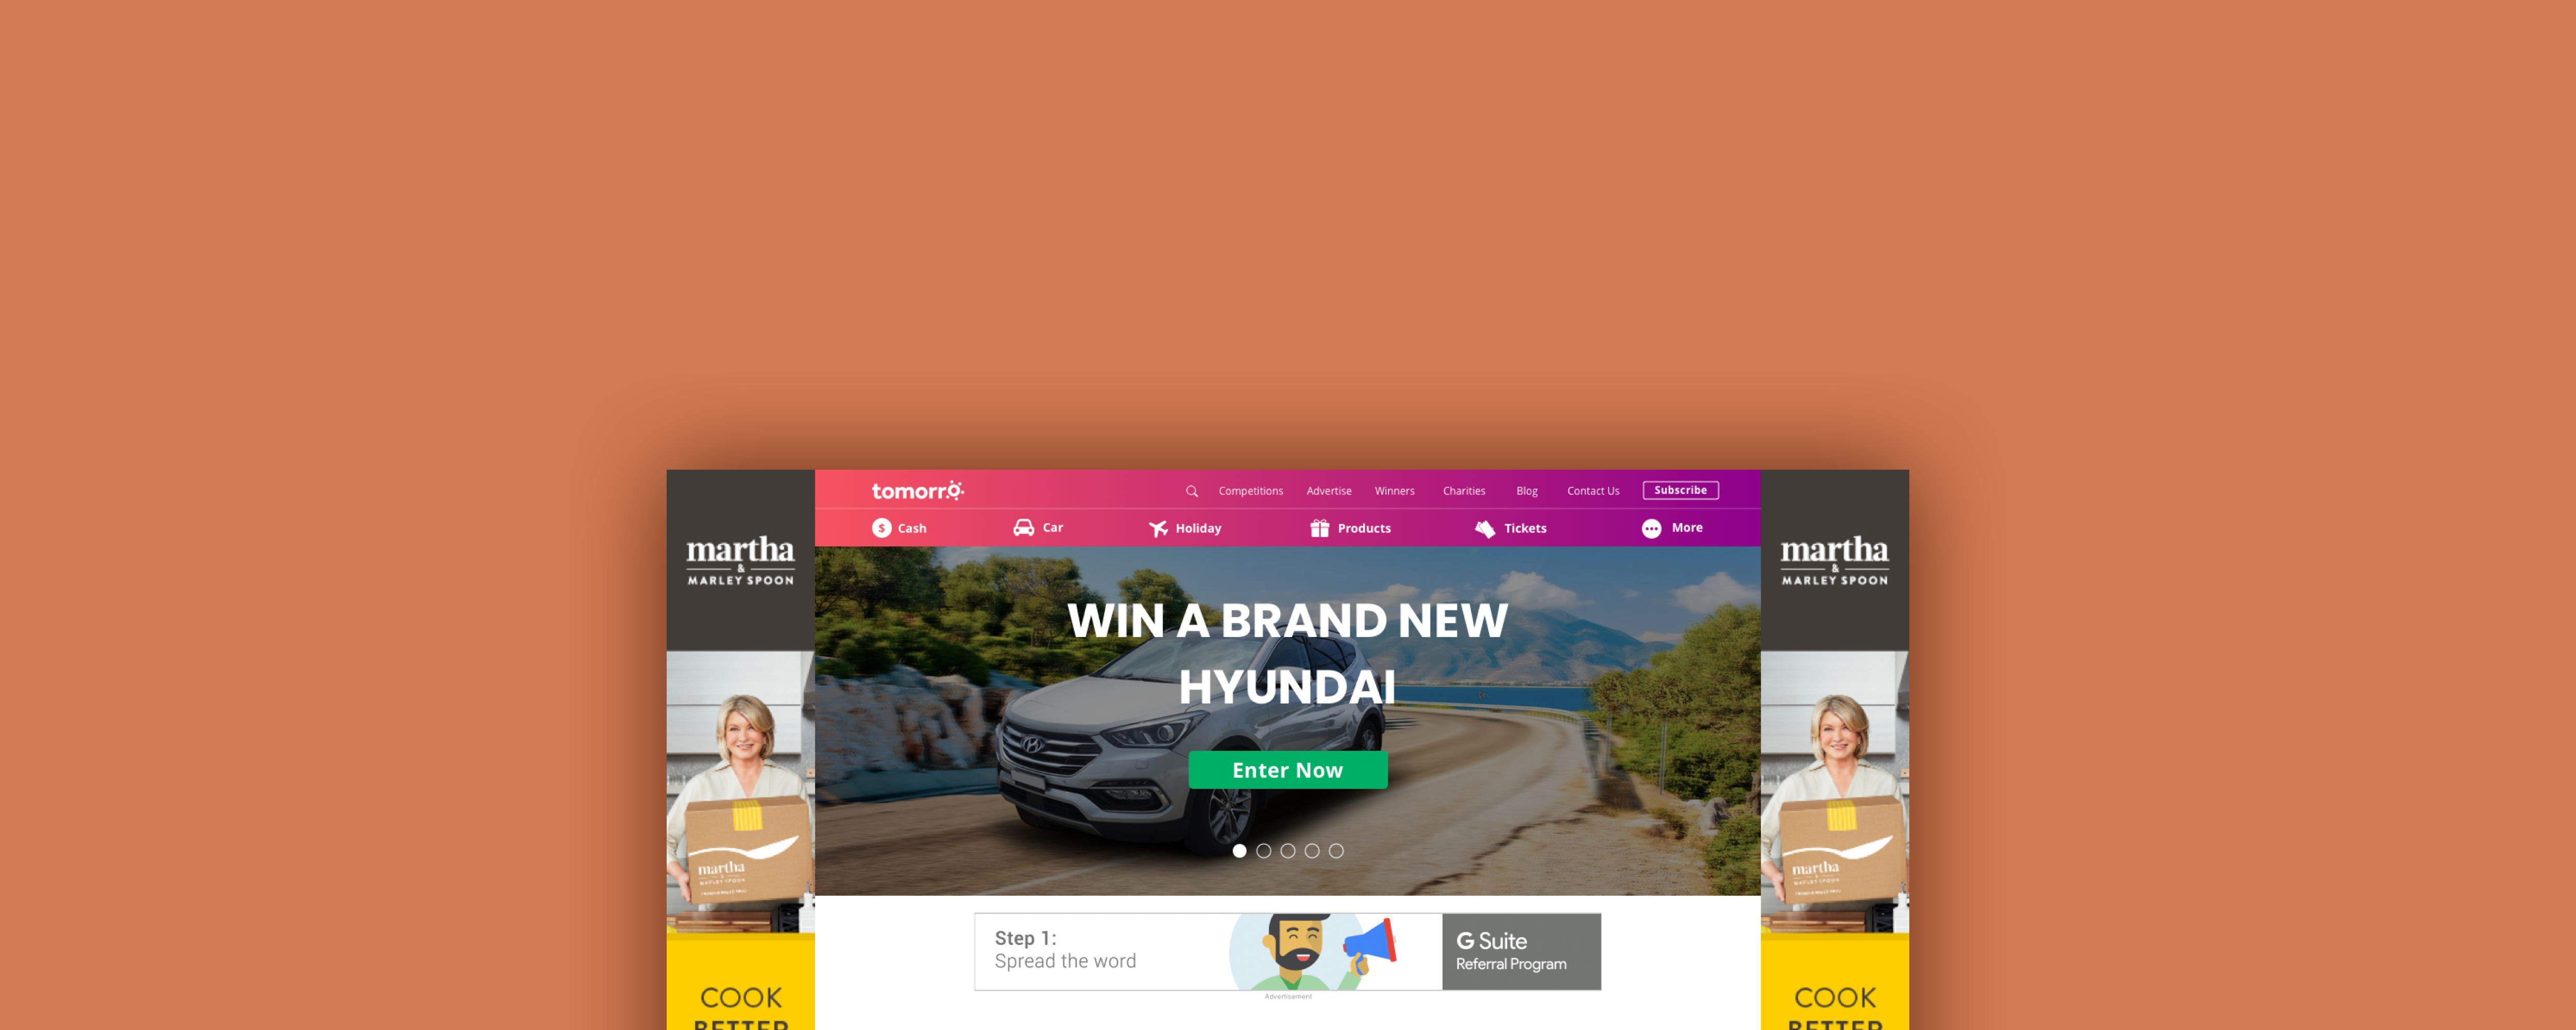 martha
&
MARLEY SPOON
martha
&
MARLEY SPOON
COOK
BETTER
tomorro
Competitions
Advertise
Winners
Charities
Blog
Contact Us
Subscribe
$
Cash
Car
Holiday
Products
Tickets
More
WIN A BRAND NEW
HYUNDAI
Enter Now
Step 1:
Spread the word
G Suite
Referral Program
Advertisement
martha
&
MARLEY SPOON
martha
&
MARLEY SPOON
COOK
BETTER